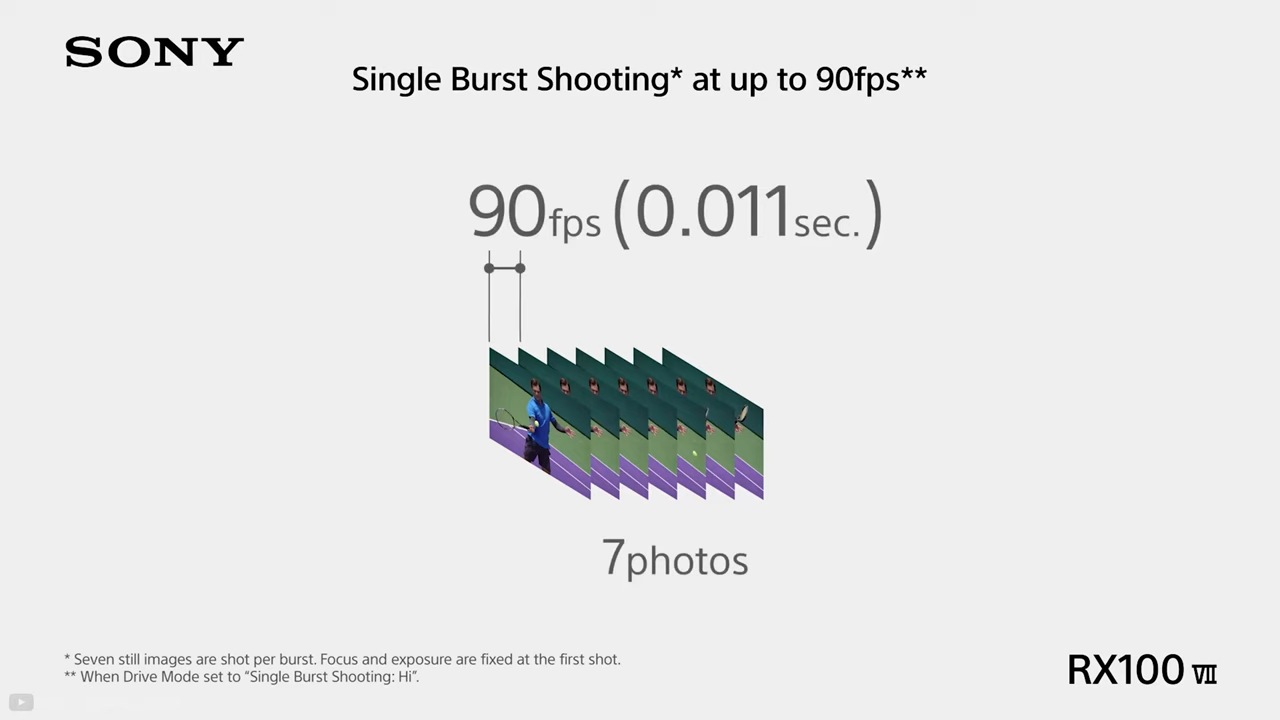 SONY
Single Burst Shooting* at up to 90fps**
90fps (0.011sec.)
7photos
* Seven still images are shot per burst. Focus and exposure are fixed at the first shot.
** When Drive Mode set to "Single Burst Shooting: Hi".
RX100 VII